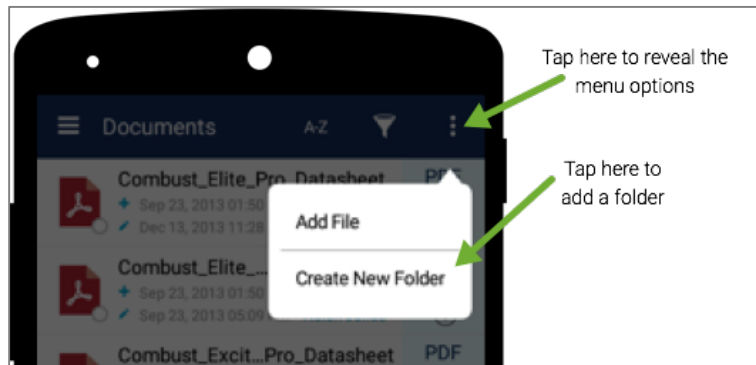 Tap here to reveal the
menu options
Documents
A-Z
Combust_Elite_Pro_Datasheet
PDF
Sep 23, 2013 01:50
Dec 13, 2013 11:28
Tap here to
add a folder
Add File
Create New Folder
Combust_Elite_...
Sep 23, 2013 01:50
Sep 23, 2013 05:09
Combust_Excit...Pro_Datasheet
PDF